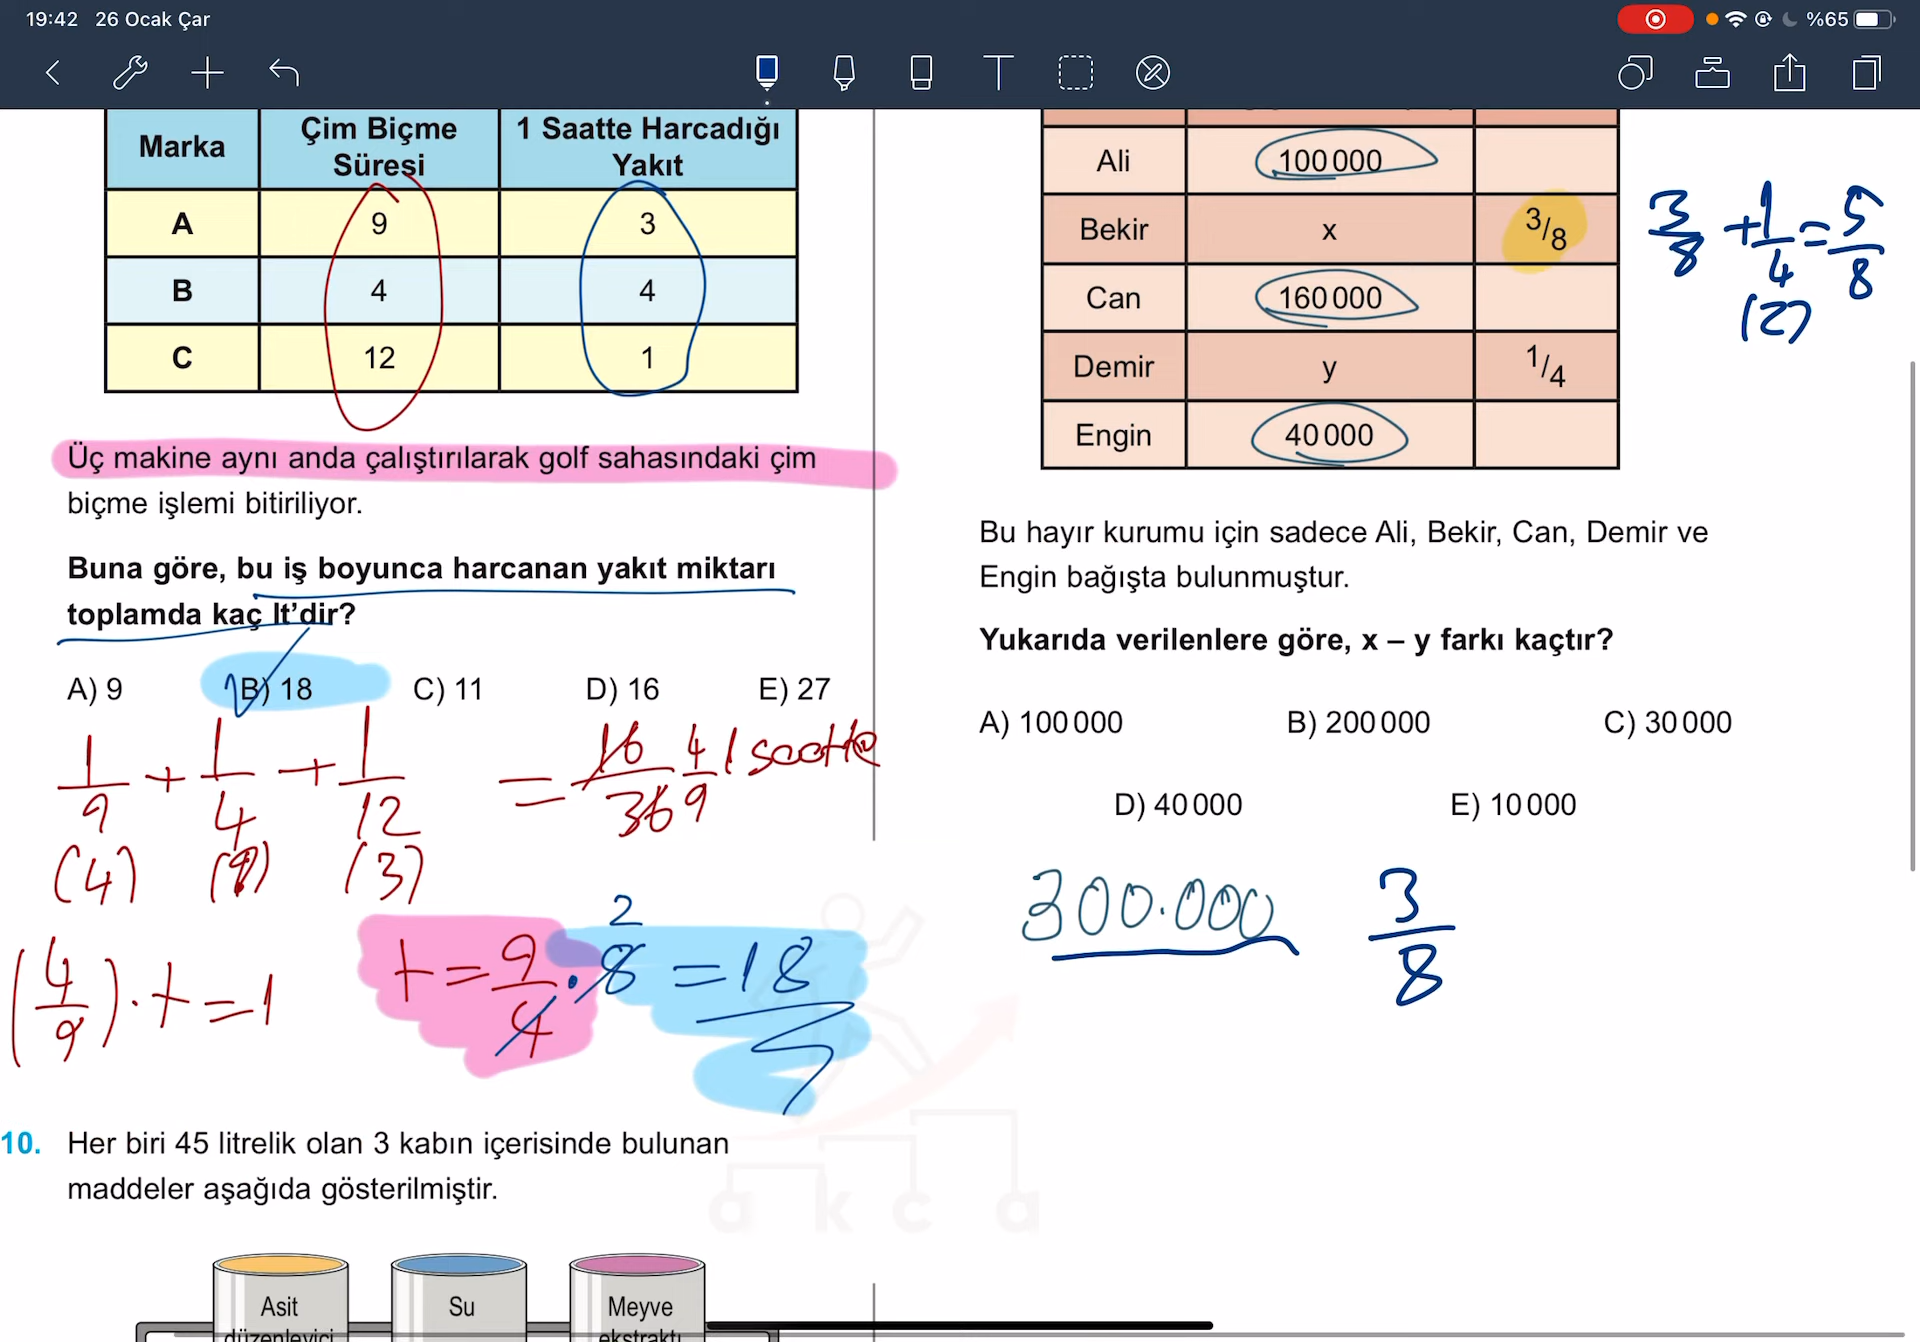 19:42 26 Ocak Çar
%65
Marka Çim Biçme Süresi 1 Saatte Harcadığı Yakıt
A 9 3
B 4 4
C 12 1
Üç makine aynı anda çalıştırılarak golf sahasındaki çim
biçme işlemi bitiriliyor.
Buna göre, bu iş boyunca harcanan yakıt miktarı
toplamda kaç lt'dir?
A) 9 B) 18 C) 11 D) 16 E) 27
1/9 + 1/4 + 1/12 = 16/36 4/9 1 saatte
(4) (9) (3)
(4/9) . t = 1
t = 9/4 . 8 = 18
2
10. Her biri 45 litrelik olan 3 kabın içerisinde bulunan
maddeler aşağıda gösterilmiştir.
Asit düzenleyici
Su
Meyve ekstraktı
Ali 100 000
Bekir x 3/8
Can 160 000
Demir y 1/4
Engin 40 000
3/8 + 1/4 = 5/8
(2)
Bu hayır kurumu için sadece Ali, Bekir, Can, Demir ve
Engin bağışta bulunmuştur.
Yukarıda verilenlere göre, x – y farkı kaçtır?
A) 100 000 B) 200 000 C) 30 000
D) 40 000 E) 10 000
300.000 3/8
akca